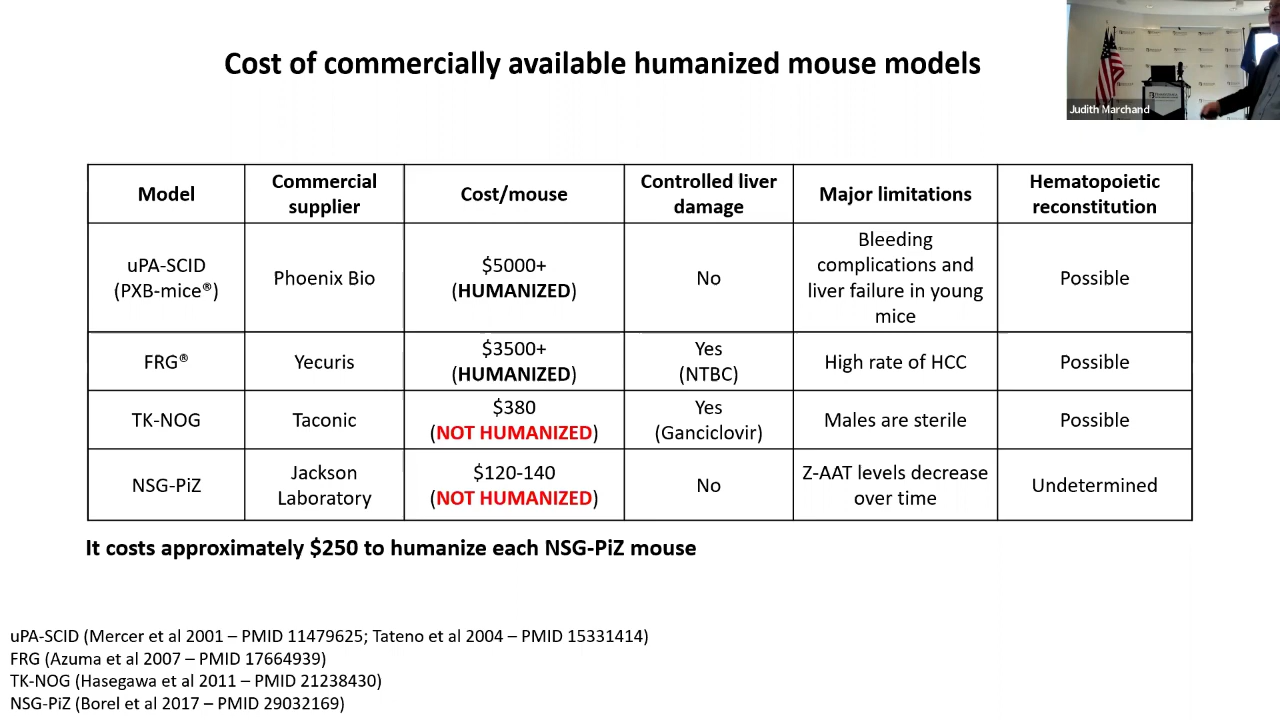 Cost of commercially available humanized mouse models
Judith Marchand
Model
Commercial
supplier
Cost/mouse
Controlled liver
damage
Major limitations
Hematopoietic
reconstitution
uPA-SCID
(PXB-mice®)
Phoenix Bio
$5000+
(HUMANIZED)
No
Bleeding
complications and
liver failure in young
mice
Possible
FRG®
Yecuris
$3500+
(HUMANIZED)
Yes
(NTBC)
High rate of HCC
Possible
TK-NOG
Taconic
$380
(NOT HUMANIZED)
Yes
(Ganciclovir)
Males are sterile
Possible
NSG-PiZ
Jackson
Laboratory
$120-140
(NOT HUMANIZED)
No
Z-AAT levels decrease
over time
Undetermined
It costs approximately $250 to humanize each NSG-PiZ mouse
uPA-SCID (Mercer et al 2001 – PMID 11479625; Tateno et al 2004 – PMID 15331414)
FRG (Azuma et al 2007 – PMID 17664939)
TK-NOG (Hasegawa et al 2011 – PMID 21238430)
NSG-PiZ (Borel et al 2017 – PMID 29032169)